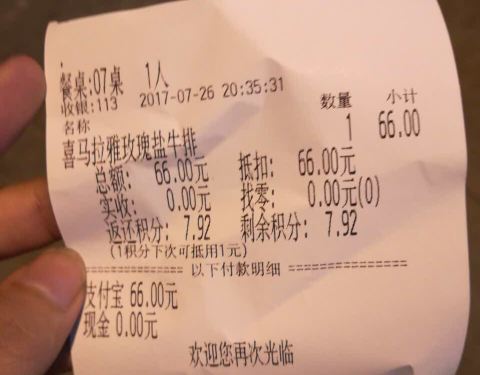 餐桌:07桌 1人
收银:113 2017-07-26 20:35:31
名称 数量 小计
喜马拉雅玫瑰盐牛排 1 66.00
总额: 66.00元 抵扣: 66.00元
实收: 0.00元 找零: 0.00元(0)
返还积分: 7.92 剩余积分: 7.92
(1积分下次可抵用1元)
============== 以下付款明细 ================
支付宝 66.00元
现金 0.00元
欢迎您再次光临